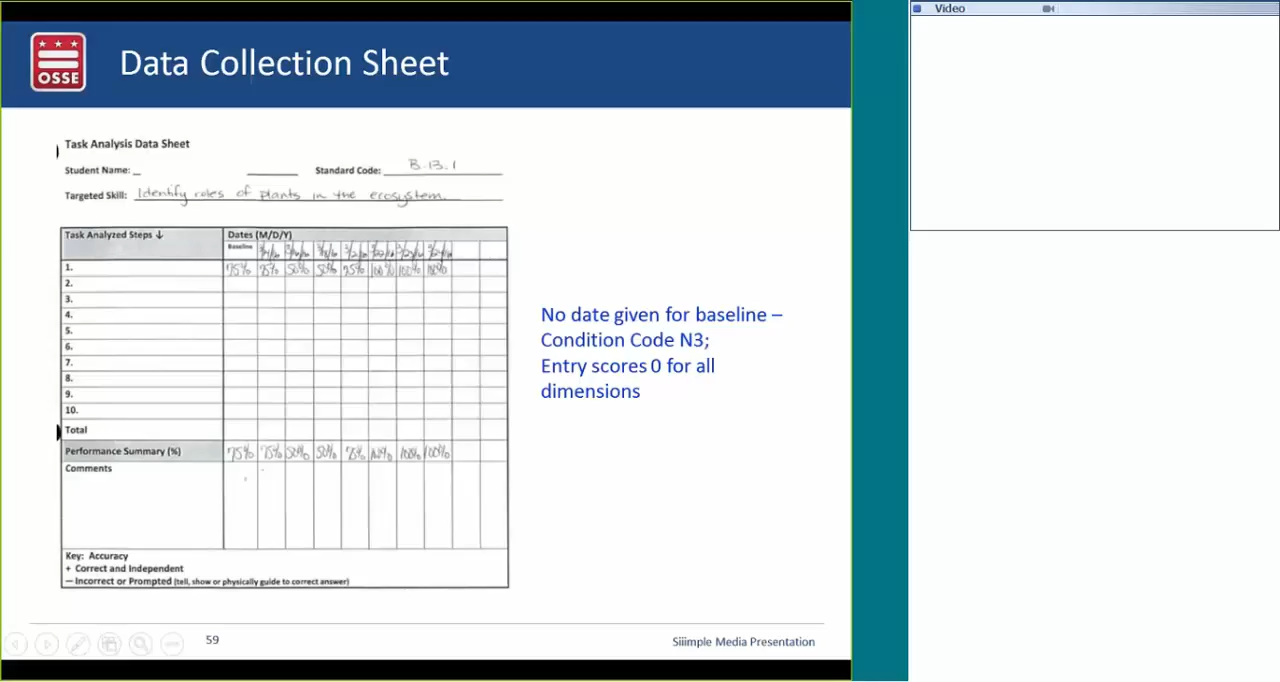 Video
OSSE
Data Collection Sheet
Task Analysis Data Sheet
Student Name: Standard Code: B.13.1
Targeted Skill: Identify roles of plants in the ecosystem.
Task Analyzed Steps ↓ Dates (M/D/Y)
Baseline
1. 75% 75% 50% 50% 75% 100% 100% 100%
2.
3.
4.
5.
6.
7.
8.
9.
10.
Total
Performance Summary (%) 75% 75% 50% 50% 75% 100% 100% 100%
Comments
Key: Accuracy
+ Correct and Independent
— Incorrect or Prompted (tell, show or physically guide to correct answer)
No date given for baseline –
Condition Code N3;
Entry scores 0 for all
dimensions
59
Siiimple Media Presentation